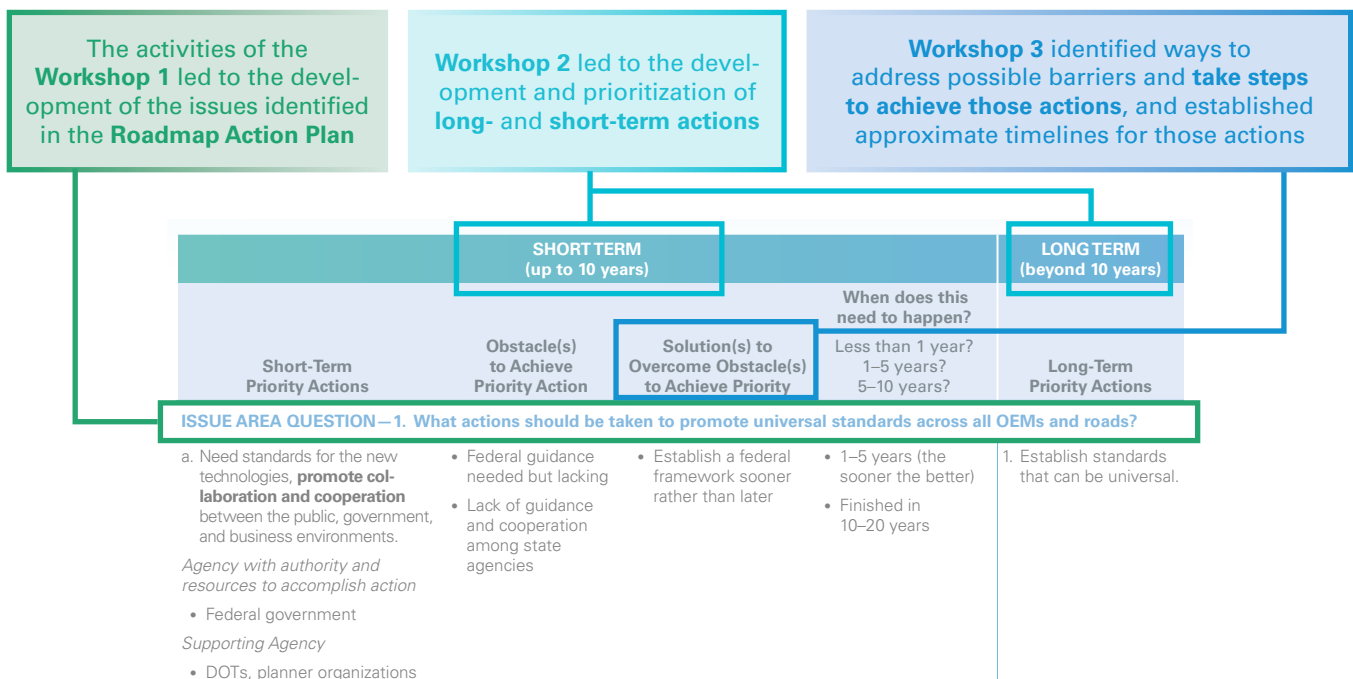 The activities of the
Workshop 1 led to the devel-
opment of the issues identified
in the Roadmap Action Plan
Workshop 2 led to the devel-
opment and prioritization of
long- and short-term actions
Workshop 3 identified ways to
address possible barriers and take steps
to achieve those actions, and established
approximate timelines for those actions
SHORT TERM
(up to 10 years)
LONG TERM
(beyond 10 years)
Short-Term
Priority Actions
Obstacle(s)
to Achieve
Priority Action
Solution(s) to
Overcome Obstacle(s)
to Achieve Priority
When does this
need to happen?
Less than 1 year?
1–5 years?
5–10 years?
Long-Term
Priority Actions
ISSUE AREA QUESTION—1. What actions should be taken to promote universal standards across all OEMs and roads?
a. Need standards for the new
technologies, promote col-
laboration and cooperation
between the public, government,
and business environments.
Agency with authority and
resources to accomplish action
• Federal government
Supporting Agency
• DOTs, planner organizations
• Federal guidance
needed but lacking
• Lack of guidance
and cooperation
among state
agencies
• Establish a federal
framework sooner
rather than later
• 1–5 years (the
sooner the better)
• Finished in
10–20 years
1. Establish standards
that can be universal.